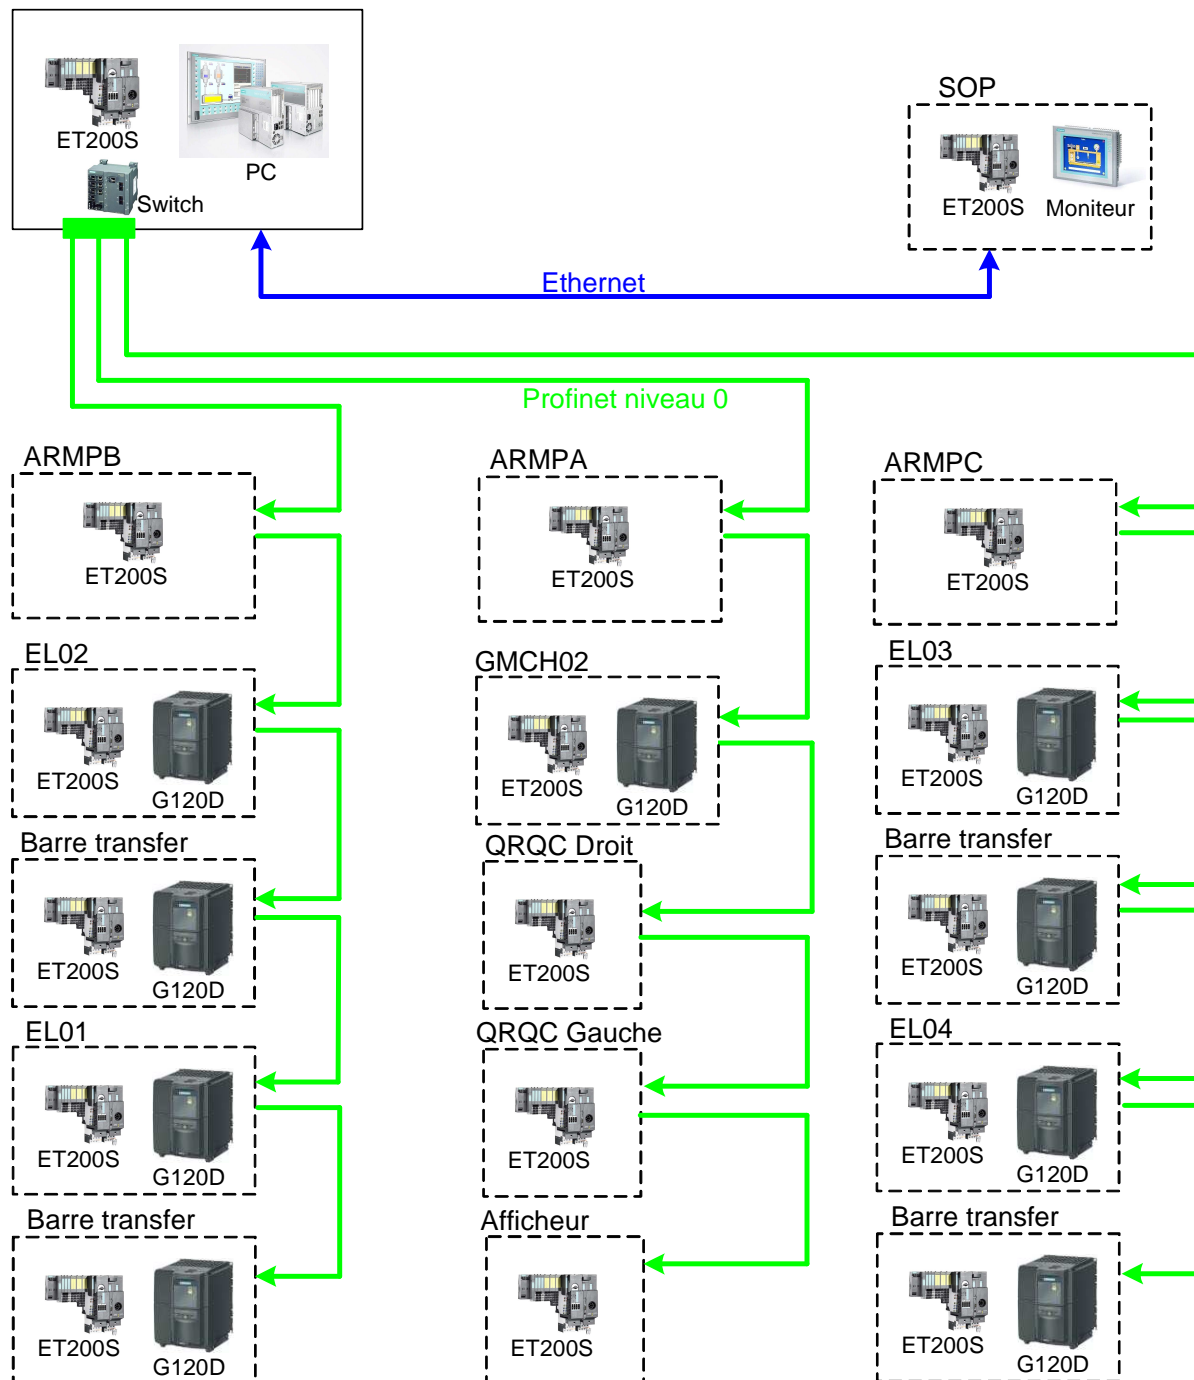 ET200S
PC
Switch
SOP
ET200S
Moniteur
Ethernet
Profinet niveau 0
ARMPB
ET200S
EL02
ET200S
G120D
Barre transfer
ET200S
G120D
EL01
ET200S
G120D
Barre transfer
ET200S
G120D
ARMPA
ET200S
GMCH02
ET200S
G120D
QRQC Droit
ET200S
QRQC Gauche
ET200S
Afficheur
ET200S
ARMPC
ET200S
EL03
ET200S
G120D
Barre transfer
ET200S
G120D
EL04
ET200S
G120D
Barre transfer
ET200S
G120D